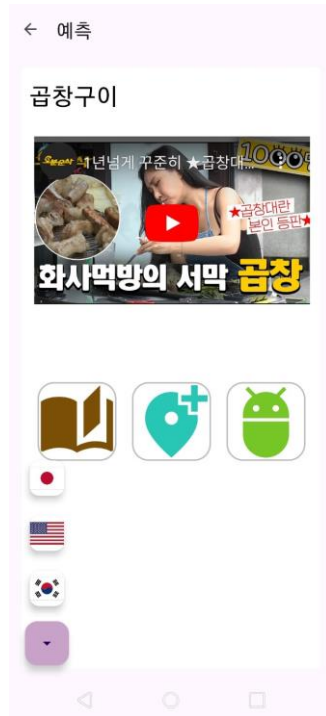 예측
곱창구이
1년넘게 꾸준히 ★곱창대...
★곱창대란
본인 등판★
화사먹방의 서막 곱창